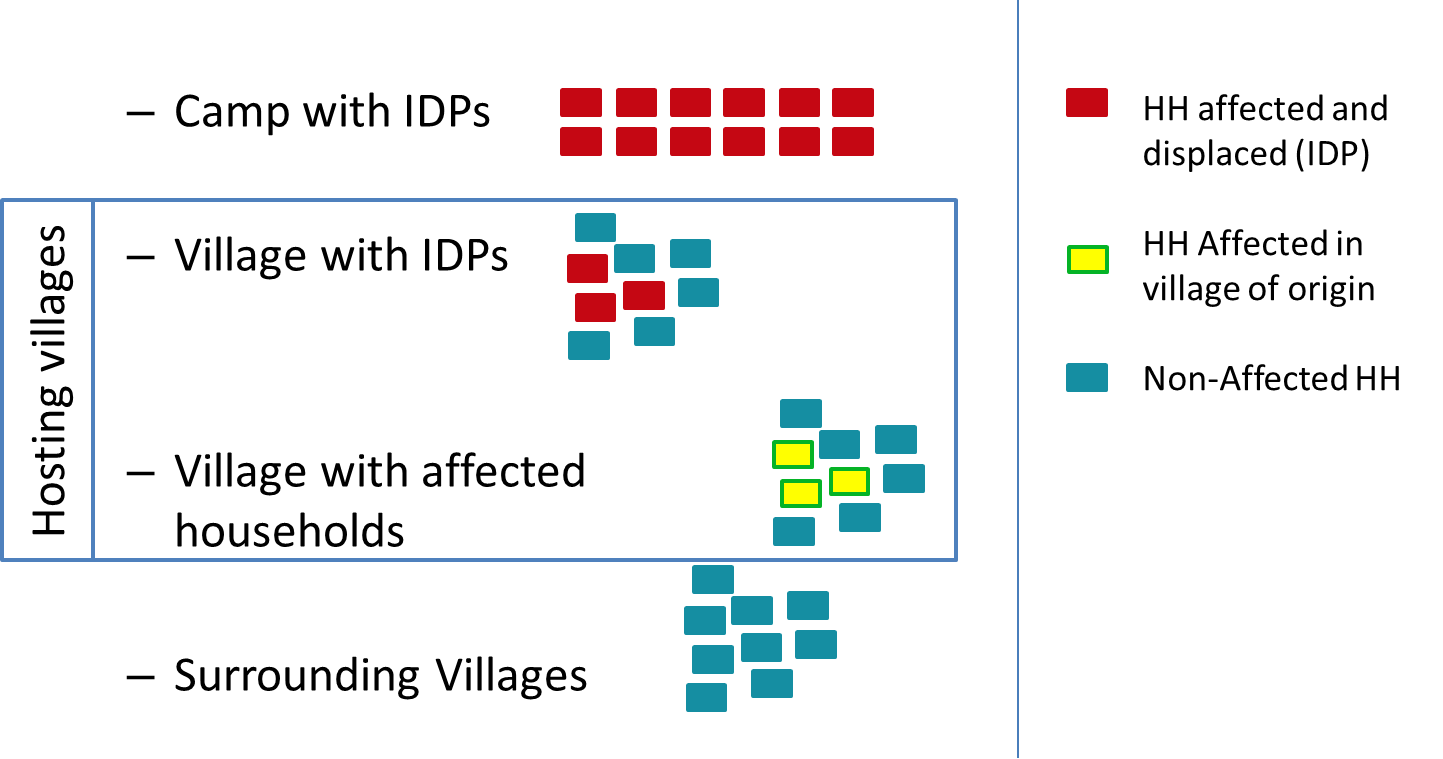 – Camp with IDPs
Hosting villages
– Village with IDPs
– Village with affected
households
– Surrounding Villages
HH affected and
displaced (IDP)
HH Affected in
village of origin
Non-Affected HH